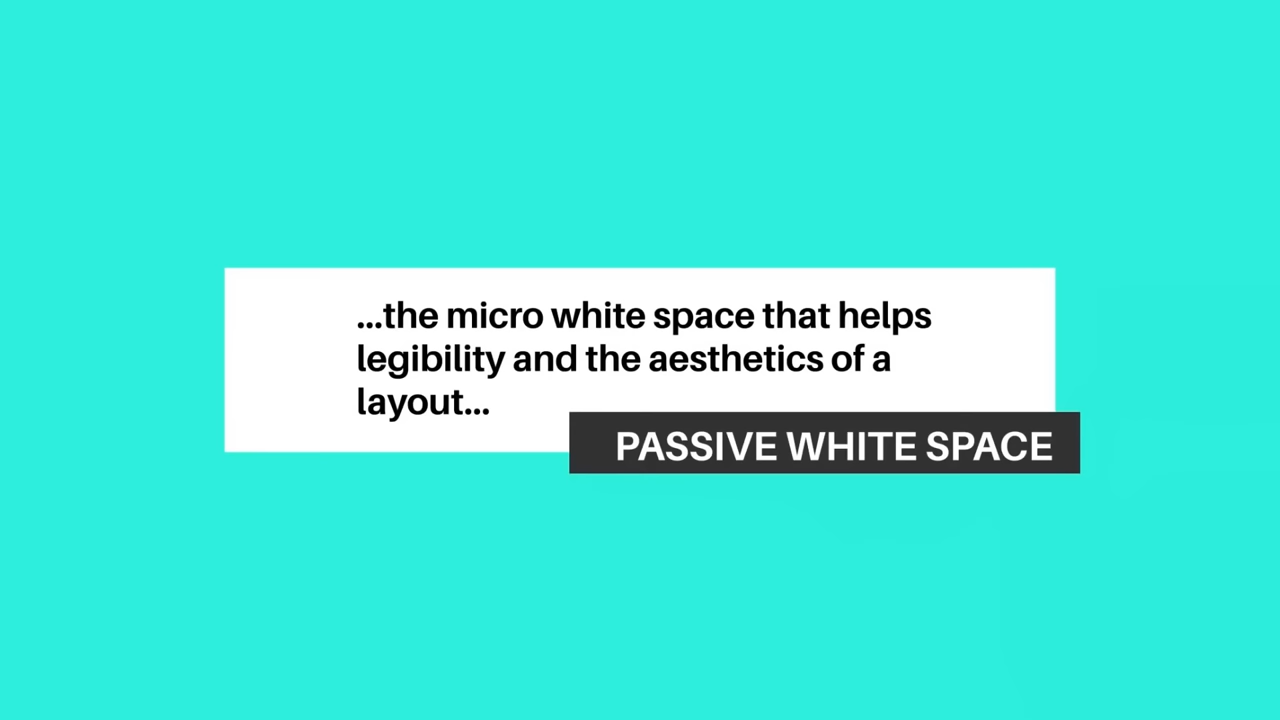 ...the micro white space that helps
legibility and the aesthetics of a
layout...
PASSIVE WHITE SPACE